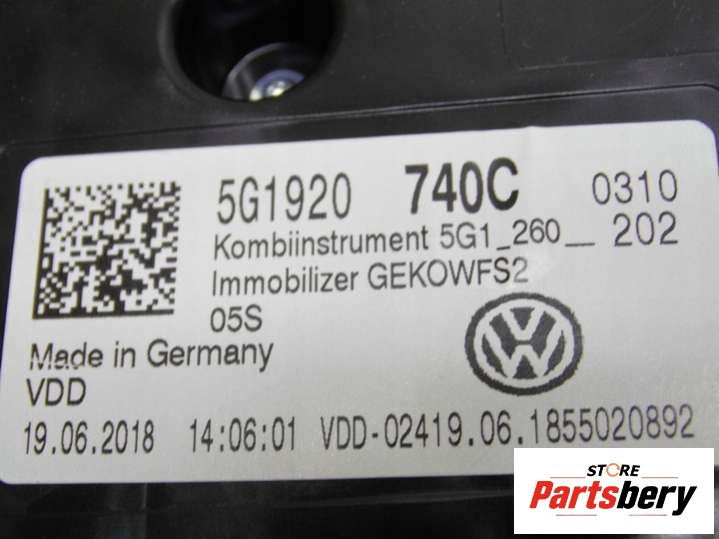 5G1920 740C 0310
Kombiinstrument 5G1_260__ 202
Immobilizer GEKOWFS2
05S
Made in Germany
VDD
19.06.2018 14:06:01 VDD-02419.06.1855020892
STORE
Partsbery